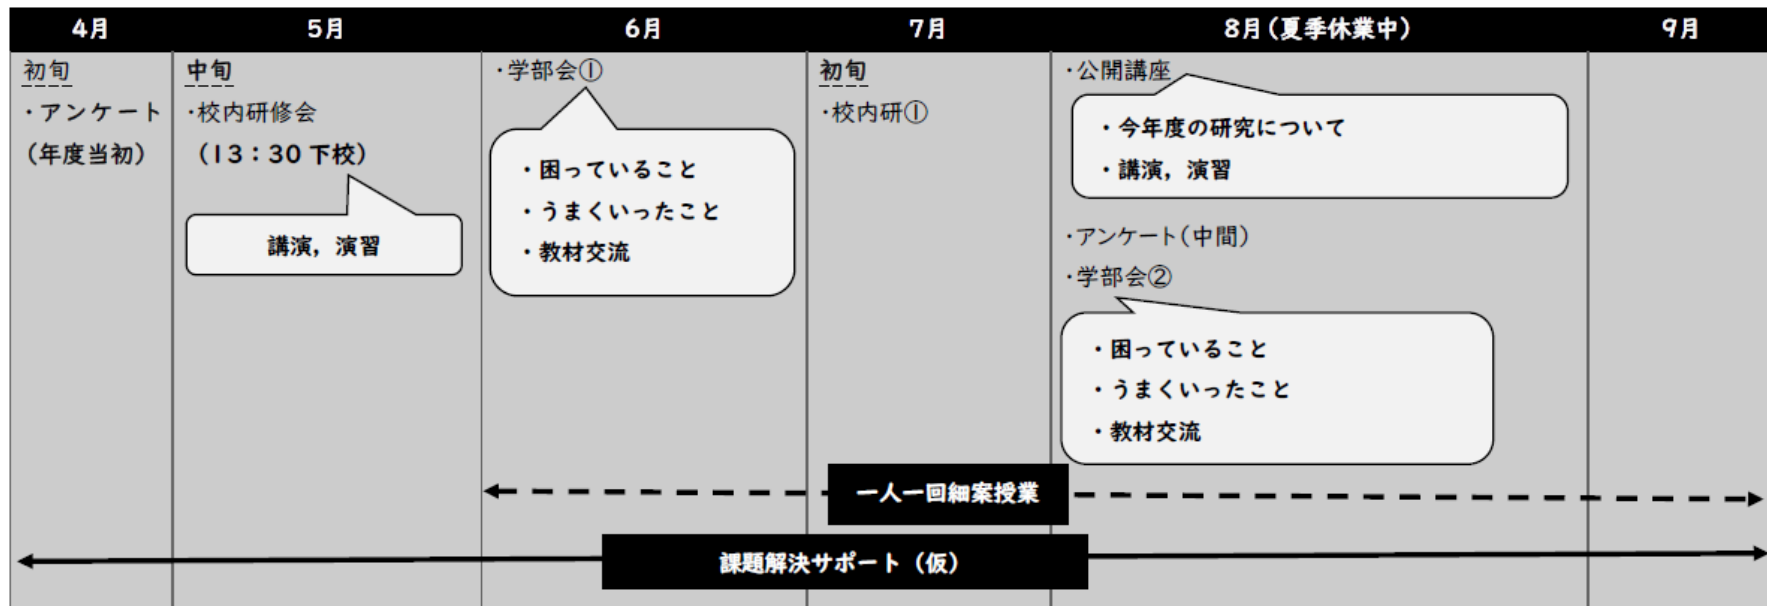 4月
5月
6月
7月
8月(夏季休業中)
9月
初旬
・アンケート
(年度当初)
中旬
・校内研修会
(13:30下校)
講演,演習
・学部会①
・困っていること
・うまくいったこと
・教材交流
初旬
・校内研①
・公開講座
・今年度の研究について
・講演,演習
・アンケート(中間)
・学部会②
・困っていること
・うまくいったこと
・教材交流
一人一回細案授業
課題解決サポート(仮)